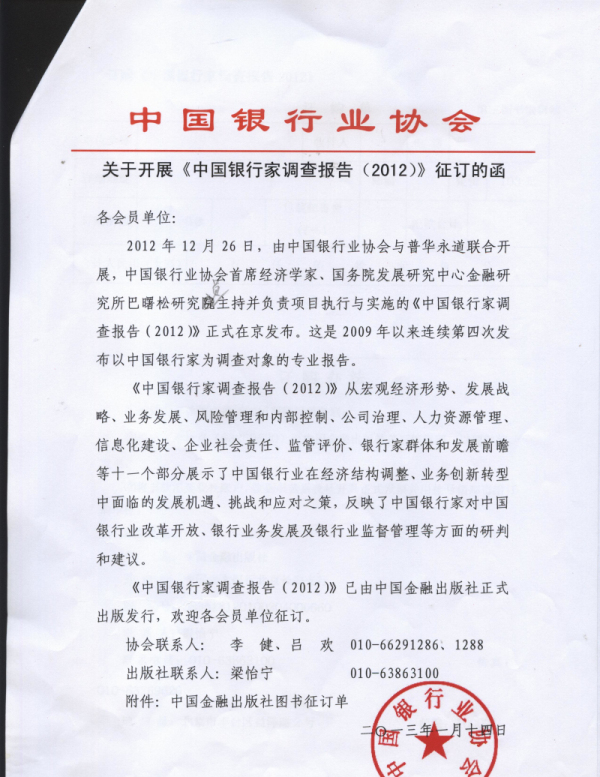 中国银行业协会
关于开展《中国银行家调查报告（2012）》征订的函
各会员单位：
2012 年 12 月 26 日，由中国银行业协会与普华永道联合开
展，中国银行业协会首席经济学家、国务院发展研究中心金融研
究所巴曙松研究院主持并负责项目执行与实施的《中国银行家调
查报告（2012）》正式在京发布。这是 2009 年以来连续第四次发
布以中国银行家为调查对象的专业报告。
《中国银行家调查报告（2012）》从宏观经济形势、发展战
略、业务发展、风险管理和内部控制、公司治理、人力资源管理、
信息化建设、企业社会责任、监管评价、银行家群体和发展前瞻
等十一个部分展示了中国银行业在经济结构调整、业务创新转型
中面临的发展机遇、挑战和应对之策，反映了中国银行家对中国
银行业改革开放、银行业务发展及银行业监督管理等方面的研判
和建议。
《中国银行家调查报告（2012）》已由中国金融出版社正式
出版发行，欢迎各会员单位征订。
协会联系人： 李 健、吕 欢 010-66291286、1288
出版社联系人：梁怡宁 010-63863100
附件：中国金融出版社图书征订单
二〇一三年一月十四日
中国银行业协会